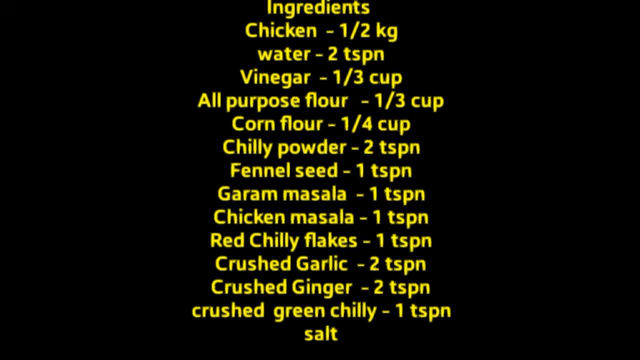 Ingredients
Chicken - 1/2 kg
water - 2 tspn
Vinegar - 1/3 cup
All purpose flour - 1/3 cup
Corn flour - 1/4 cup
Chilly powder - 2 tspn
Fennel seed - 1 tspn
Garam masala - 1 tspn
Chicken masala - 1 tspn
Red Chilly flakes - 1 tspn
Crushed Garlic - 2 tspn
Crushed Ginger - 2 tspn
crushed green chilly - 1 tspn
salt